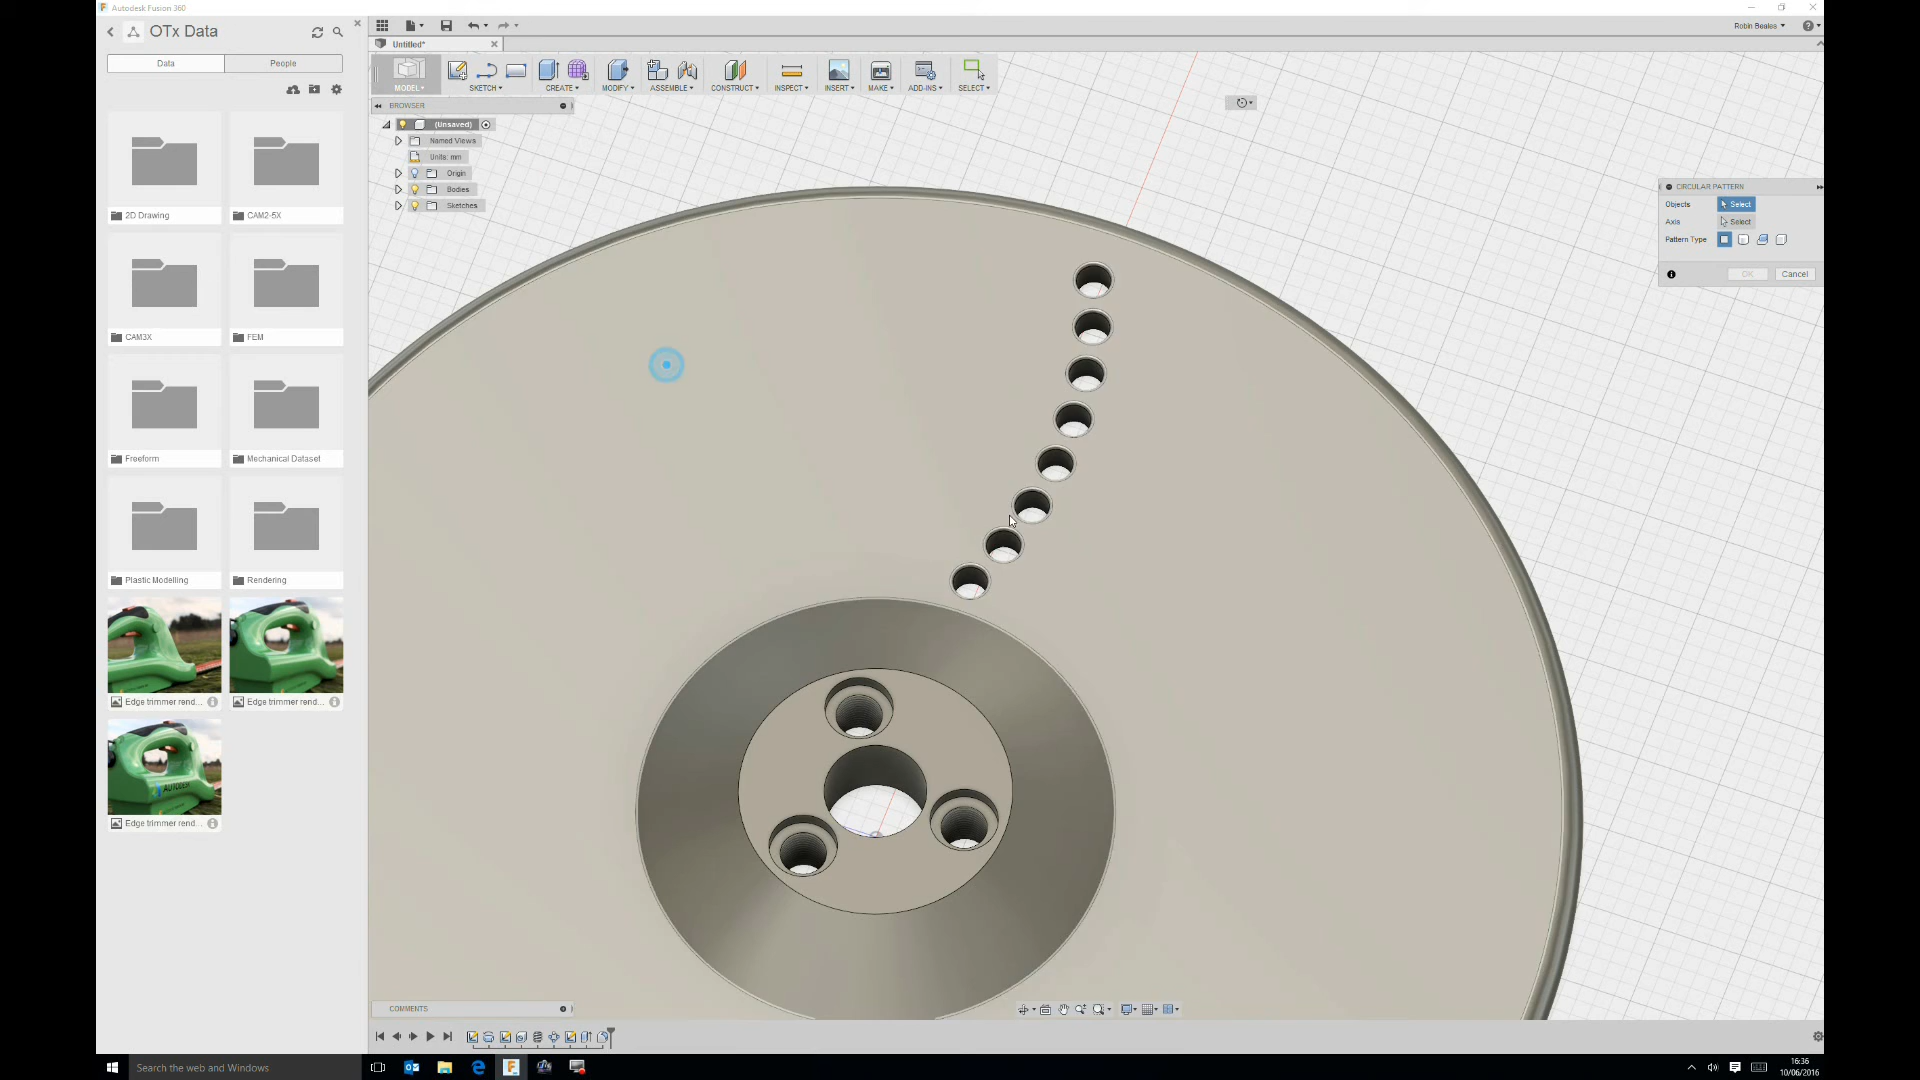 Autodesk Fusion 360
OTx Data
Data
People
2D Drawing
CAM2-5X
CAM3X
FEM
Freeform
Mechanical Dataset
Plastic Modelling
Rendering
Edge trimmer rend...
Edge trimmer rend...
Edge trimmer rend...
Robin Beales
Untitled*
MODEL
SKETCH
CREATE
MODIFY
ASSEMBLE
CONSTRUCT
INSPECT
INSERT
MAKE
ADD-INS
SELECT
BROWSER
(Unsaved)
Named Views
Units: mm
Origin
Bodies
Sketches
CIRCULAR PATTERN
Objects
Select
Axis
Select
Pattern Type
OK
Cancel
COMMENTS
Search the web and Windows
16:36
10/06/2016